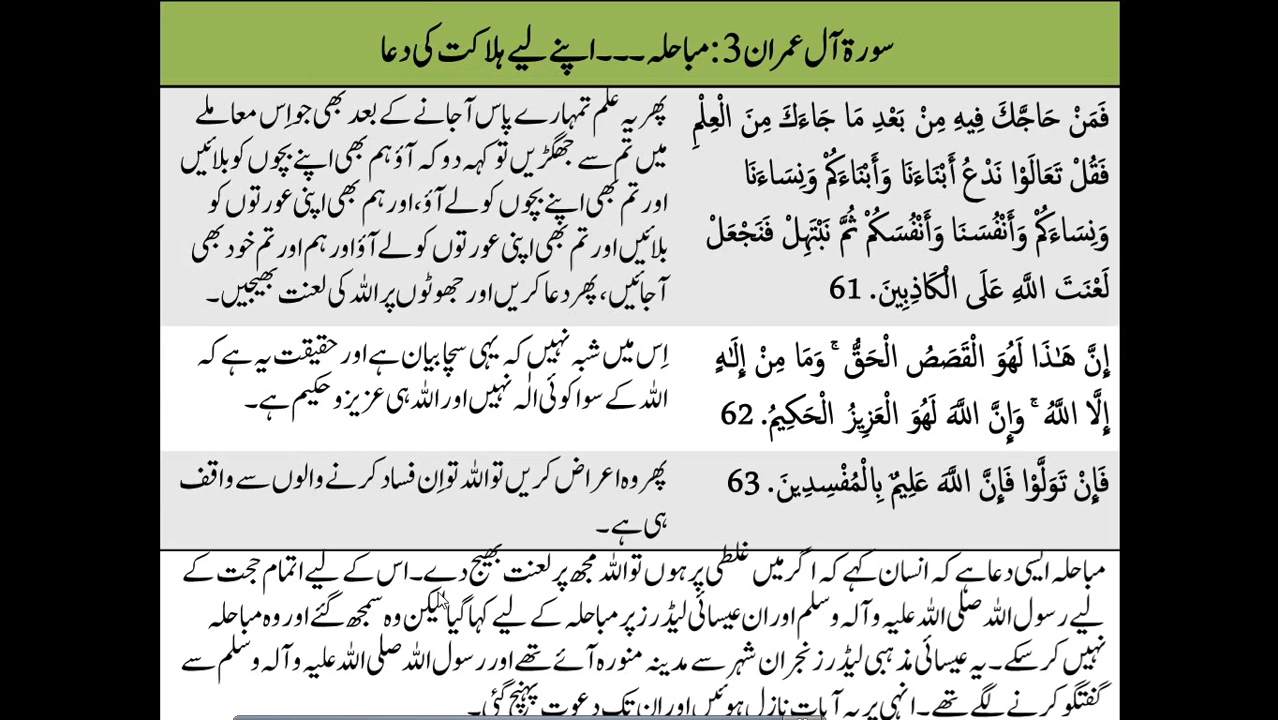 سورۃ آل عمران 3: مباحلہ ۔۔۔ اپنے لیے ہلاکت کی دعا
فَمَنْ حَاجَّكَ فِيهِ مِنْ بَعْدِ مَا جَاءَكَ مِنَ الْعِلْمِ
فَقُلْ تَعَالَوْا نَدْعُ أَبْنَاءَنَا وَأَبْنَاءَكُمْ وَنِسَاءَنَا
وَنِسَاءَكُمْ وَأَنْفُسَنَا وَأَنْفُسَكُمْ ثُمَّ نَبْتَهِلْ فَنَجْعَلْ
لَعْنَتَ اللَّهِ عَلَى الْكَاذِبِينَ. 61
پھر یہ علم تمہارے پاس آ جانے کے بعد بھی جو اِس معاملے
میں تم سے جھگڑیں تو کہہ دو کہ آؤ ہم بھی اپنے بچوں کو بلائیں
اور تم بھی اپنے بچوں کو لے آؤ، اور ہم بھی اپنی عورتوں کو
بلائیں اور تم بھی اپنی عورتوں کو لے آؤ اور ہم اور تم خود بھی
آجائیں، پھر دعا کریں اور جھوٹوں پر اللہ کی لعنت بھیجیں۔
إِنَّ هَـٰذَا لَهُوَ الْقَصَصُ الْحَقُّ ۚ وَمَا مِنْ إِلَـٰهٍ
إِلَّا اللَّهُ ۚ وَإِنَّ اللَّهَ لَهُوَ الْعَزِيزُ الْحَكِيمُ. 62
اِس میں شبہ نہیں کہ یہی سچا بیان ہے اور حقیقت یہ ہے کہ
اللہ کے سوا کوئی الٰہ نہیں اور اللہ ہی عزیز و حکیم ہے۔
فَإِنْ تَوَلَّوْا فَإِنَّ اللَّهَ عَلِيمٌ بِالْمُفْسِدِينَ. 63
پھر وہ اعراض کریں تو اللہ تو اِن فساد کرنے والوں سے واقف
ہی ہے۔
مباحلہ ایسی دعا ہے کہ انسان کہے کہ اگر میں غلطی پر ہوں تو اللہ مجھ پر لعنت بھیج دے۔ اس کے لیے اتمام حجت کے
لیے رسول اللہ صلی اللہ علیہ وآلہ وسلم اور ان عیسائی لیڈرز پر مباحلہ کے لیے کہا گیا لیکن وہ سمجھ گئے اور وہ مباحلہ
نہیں کر سکے۔ یہ عیسائی مذہبی لیڈرز نجران شہر سے مدینہ منورہ آئے تھے اور رسول اللہ صلی اللہ علیہ وآلہ وسلم سے
گفتگو کرنے لگے تھے۔ انہی پر یہ آیات نازل ہوئیں اور ان تک دعوت پہنچ گئی۔